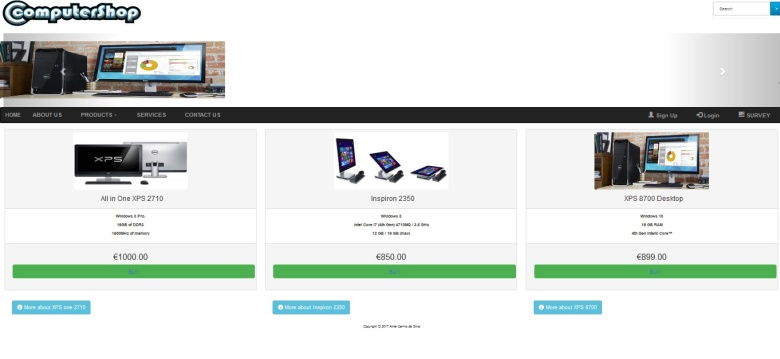 ComputerShop
Search
HOME ABOUT US PRODUCTS SERVICES CONTACT US Sign Up Login SURVEY
XPS
All in One XPS 2710
Windows 8 Pro
16GB of DDR3
1600MHz of memory
€1000.00
BUY
More about XPS one 2710
Inspiron 2350
Windows 8
Intel Core i7 (4th Gen) 4710MQ / 2.5 GHz
12 GB / 16 GB (max)
€850.00
BUY
More about Inspiron 2350
XPS 8700 Desktop
Windows 10
16 GB RAM
4th Gen Intel® Core™
€899.00
BUY
More about XPS 8700